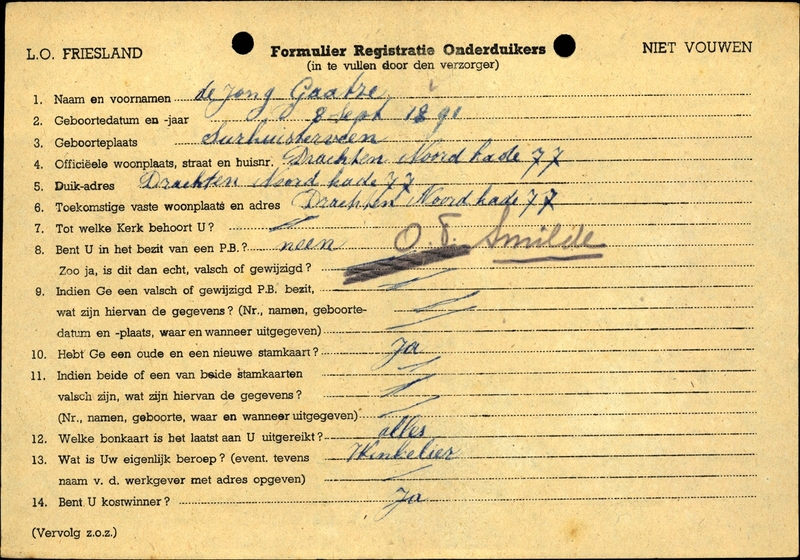 L.O. FRIESLAND
Formulier Registratie Onderduikers
NIET VOUWEN
(in te vullen door den verzorger)
1. Naam en voornamen de Jong Gaatze
2. Geboortedatum en -jaar 8 Sept 1891
3. Geboorteplaats Surhuisterveen
4. Officiëele woonplaats, straat en huisnr. Drachten Noord kade 77
5. Duik-adres Drachten Noord kade 77
6. Toekomstige vaste woonplaats en adres Drachten Noord kade 77
7. Tot welke Kerk behoort U?
8. Bent U in het bezit van een P.B.? neen O.T. Smilde
Zoo ja, is dit dan echt, valsch of gewijzigd?
9. Indien Ge een valsch of gewijzigd P.B. bezit,
wat zijn hiervan de gegevens? (Nr., namen, geboorte-
datum en -plaats, waar en wanneer uitgegeven)
10. Hebt Ge een oude en een nieuwe stamkaart? Ja
11. Indien beide of een van beide stamkaarten
valsch zijn, wat zijn hiervan de gegevens?
(Nr., namen, geboorte, waar en wanneer uitgegeven)
12. Welke bonkaart is het laatst aan U uitgereikt? alles
13. Wat is Uw eigenlijk beroep? (event. tevens Winkelier
naam v. d. werkgever met adres opgeven)
14. Bent U kostwinner? Ja
(Vervolg z.o.z.)